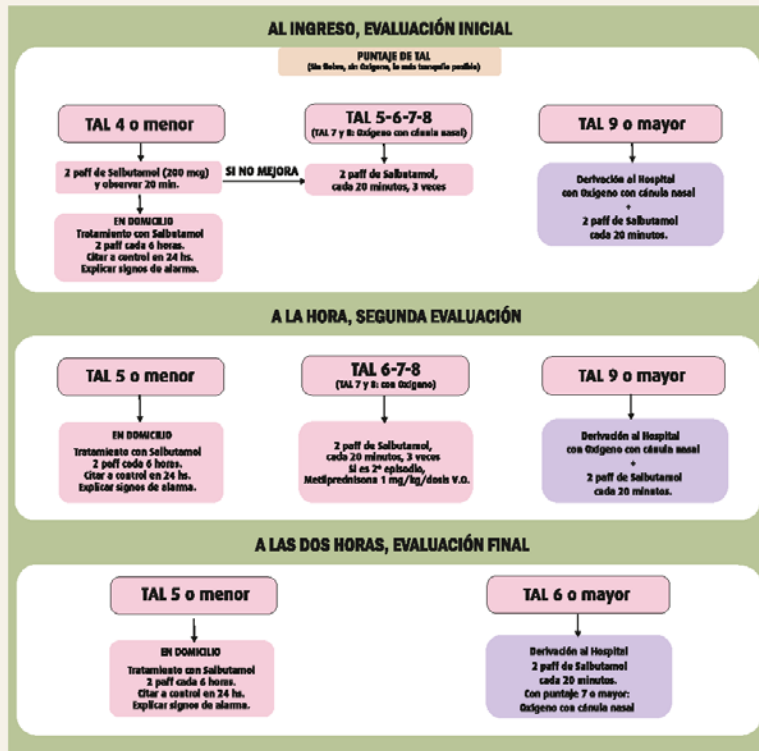 AL INGRESO, EVALUACIÓN INICIAL
PUNTAJE DE TAL
(Sin fiebre, sin Oxígeno, lo más tranquilo posible)
TAL 4 o menor
2 paff de Salbutamol (200 mcg)
y observar 20 min.
SI NO MEJORA
EN DOMICILIO
Tratamiento con Salbutamol
2 paff cada 6 horas.
Citar a control en 24 hs.
Explicar signos de alarma.
TAL 5-6-7-8
(TAL 7 y 8: Oxígeno con cánula nasal)
2 paff de Salbutamol,
cada 20 minutos, 3 veces
TAL 9 o mayor
Derivación al Hospital
con Oxígeno con cánula nasal
+
2 paff de Salbutamol
cada 20 minutos.
A LA HORA, SEGUNDA EVALUACIÓN
TAL 5 o menor
EN DOMICILIO
Tratamiento con Salbutamol
2 paff cada 6 horas.
Citar a control en 24 hs.
Explicar signos de alarma.
TAL 6-7-8
(TAL 7 y 8: con Oxígeno)
2 paff de Salbutamol,
cada 20 minutos, 3 veces
Si es 2º episodio,
Metilprednisona 1 mg/kg/dosis V.O.
TAL 9 o mayor
Derivación al Hospital
con Oxígeno con cánula nasal
+
2 paff de Salbutamol
cada 20 minutos.
A LAS DOS HORAS, EVALUACIÓN FINAL
TAL 5 o menor
EN DOMICILIO
Tratamiento con Salbutamol
2 paff cada 6 horas.
Citar a control en 24 hs.
Explicar signos de alarma.
TAL 6 o mayor
Derivación al Hospital
2 paff de Salbutamol
cada 20 minutos.
Con puntaje 7 o mayor:
Oxígeno con cánula nasal